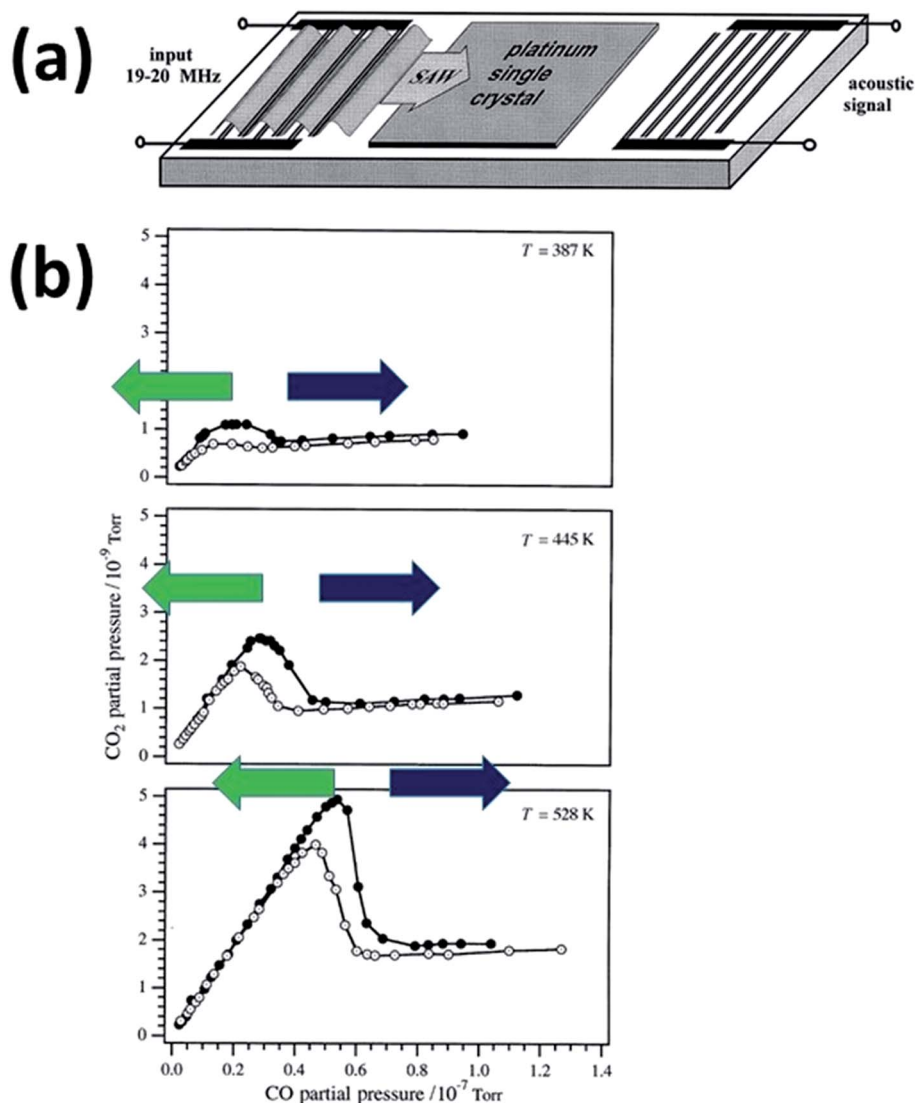 (a)
input
19-20 MHz
SAW
platinum
single
crystal
acoustic
signal
(b)
5
4
3
1
0
T = 387 K
5
4
3
2
1
0
T = 445 K
CO₂ partial pressure / 10⁻⁹ Torr
5
4
3
2
1
0
T = 528 K
0.0 0.2 0.4 0.6 0.8 1.0 1.2 1.4
CO partial pressure /10⁻⁷ Torr